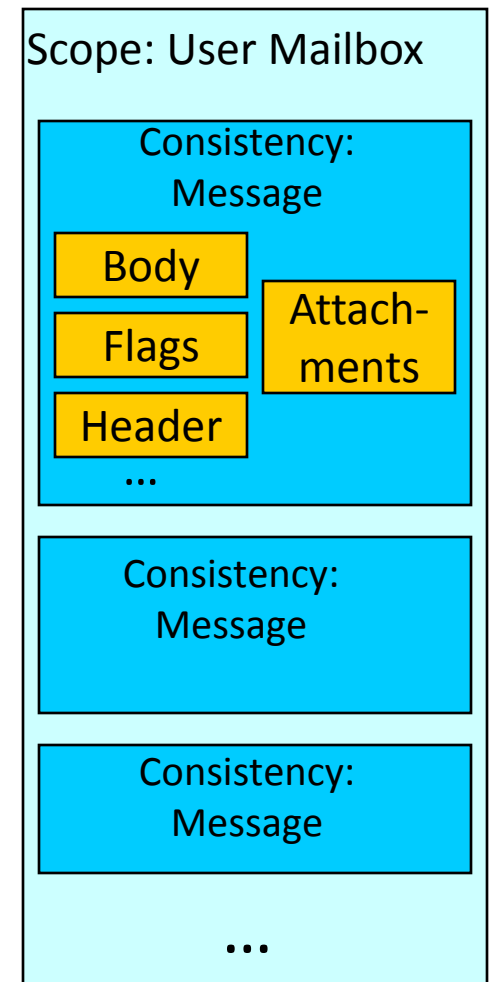 Scope: User Mailbox
Consistency:
Message
Body
Flags
Header
Attach-
ments
...
Consistency:
Message
Consistency:
Message
...